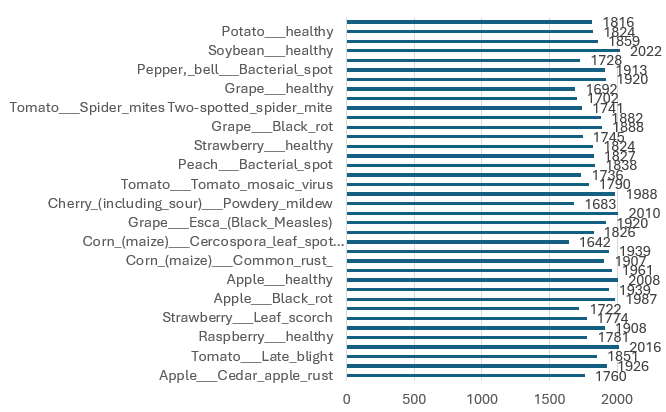 1816
Potato___healthy 1824
1859
Soybean___healthy 2022
1728
Pepper,_bell___Bacterial_spot 1913
1920
Grape___healthy 1692
1702
Tomato___Spider_mites Two-spotted_spider_mite 1741
1882
Grape___Black_rot 1888
1745
Strawberry___healthy 1824
1827
Peach___Bacterial_spot 1838
1736
Tomato___Tomato_mosaic_virus 1790
1988
Cherry_(including_sour)___Powdery_mildew 1683
2010
Grape___Esca_(Black_Measles) 1920
1826
Corn_(maize)___Cercospora_leaf_spot... 1642
1939
Corn_(maize)___Common_rust_ 1907
1961
Apple___healthy 2008
1939
Apple___Black_rot 1987
1722
Strawberry___Leaf_scorch 1774
1908
Raspberry___healthy 1781
2016
Tomato___Late_blight 1851
1926
Apple___Cedar_apple_rust 1760
0 500 1000 1500 2000